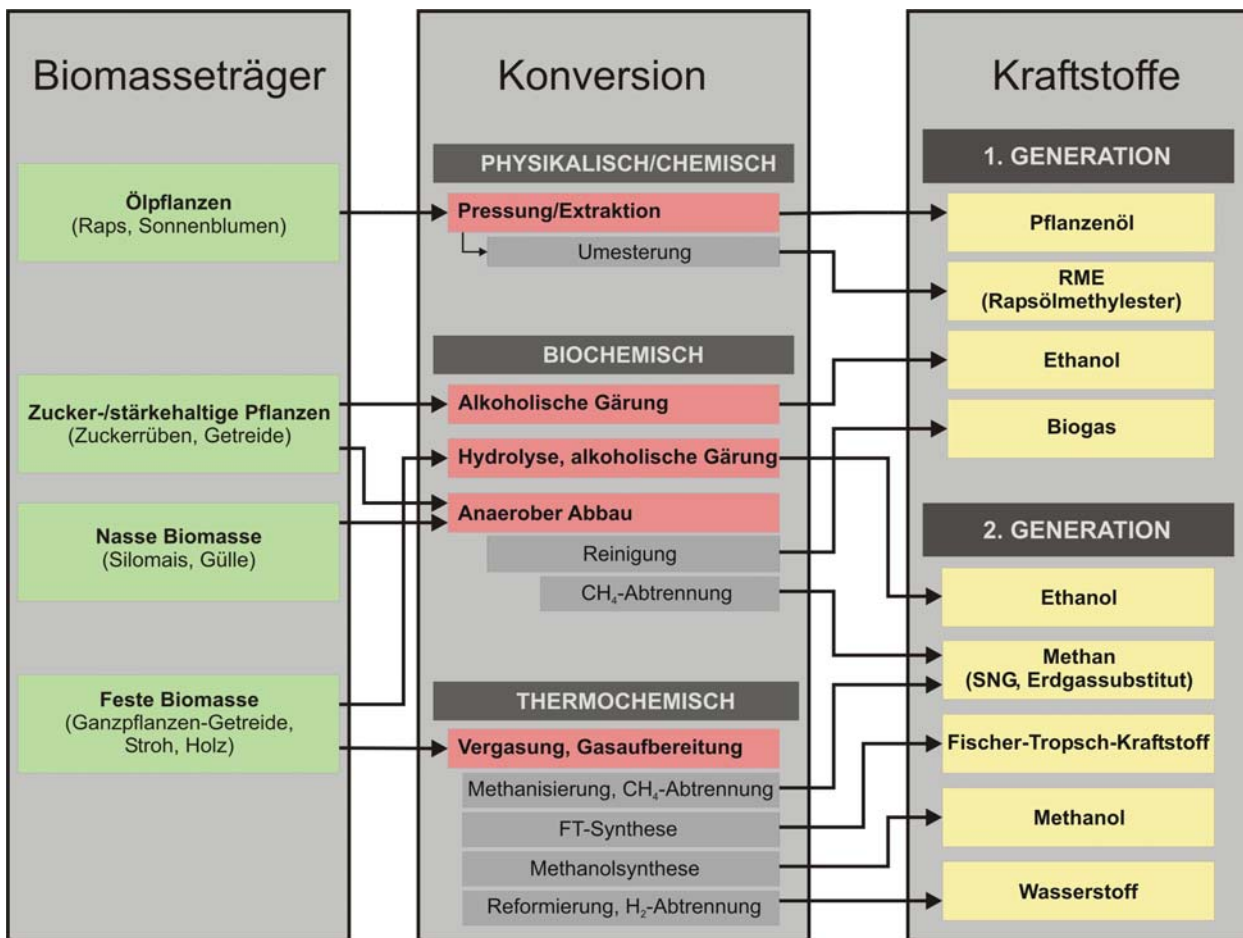 Biomasseträger
Ölpflanzen
(Raps, Sonnenblumen)
Zucker-/stärkehaltige Pflanzen
(Zuckerrüben, Getreide)
Nasse Biomasse
(Silomais, Gülle)
Feste Biomasse
(Ganzpflanzen-Getreide,
Stroh, Holz)
Konversion
PHYSIKALISCH/CHEMISCH
Pressung/Extraktion
Umesterung
BIOCHEMISCH
Alkoholische Gärung
Hydrolyse, alkoholische Gärung
Anaerober Abbau
Reinigung
CH₄-Abtrennung
THERMOCHEMISCH
Vergasung, Gasaufbereitung
Methanisierung, CH₄-Abtrennung
FT-Synthese
Methanolsynthese
Reformierung, H₂-Abtrennung
Kraftstoffe
1. GENERATION
Pflanzenöl
RME
(Rapsölmethylester)
Ethanol
Biogas
2. GENERATION
Ethanol
Methan
(SNG, Erdgassubstitut)
Fischer-Tropsch-Kraftstoff
Methanol
Wasserstoff